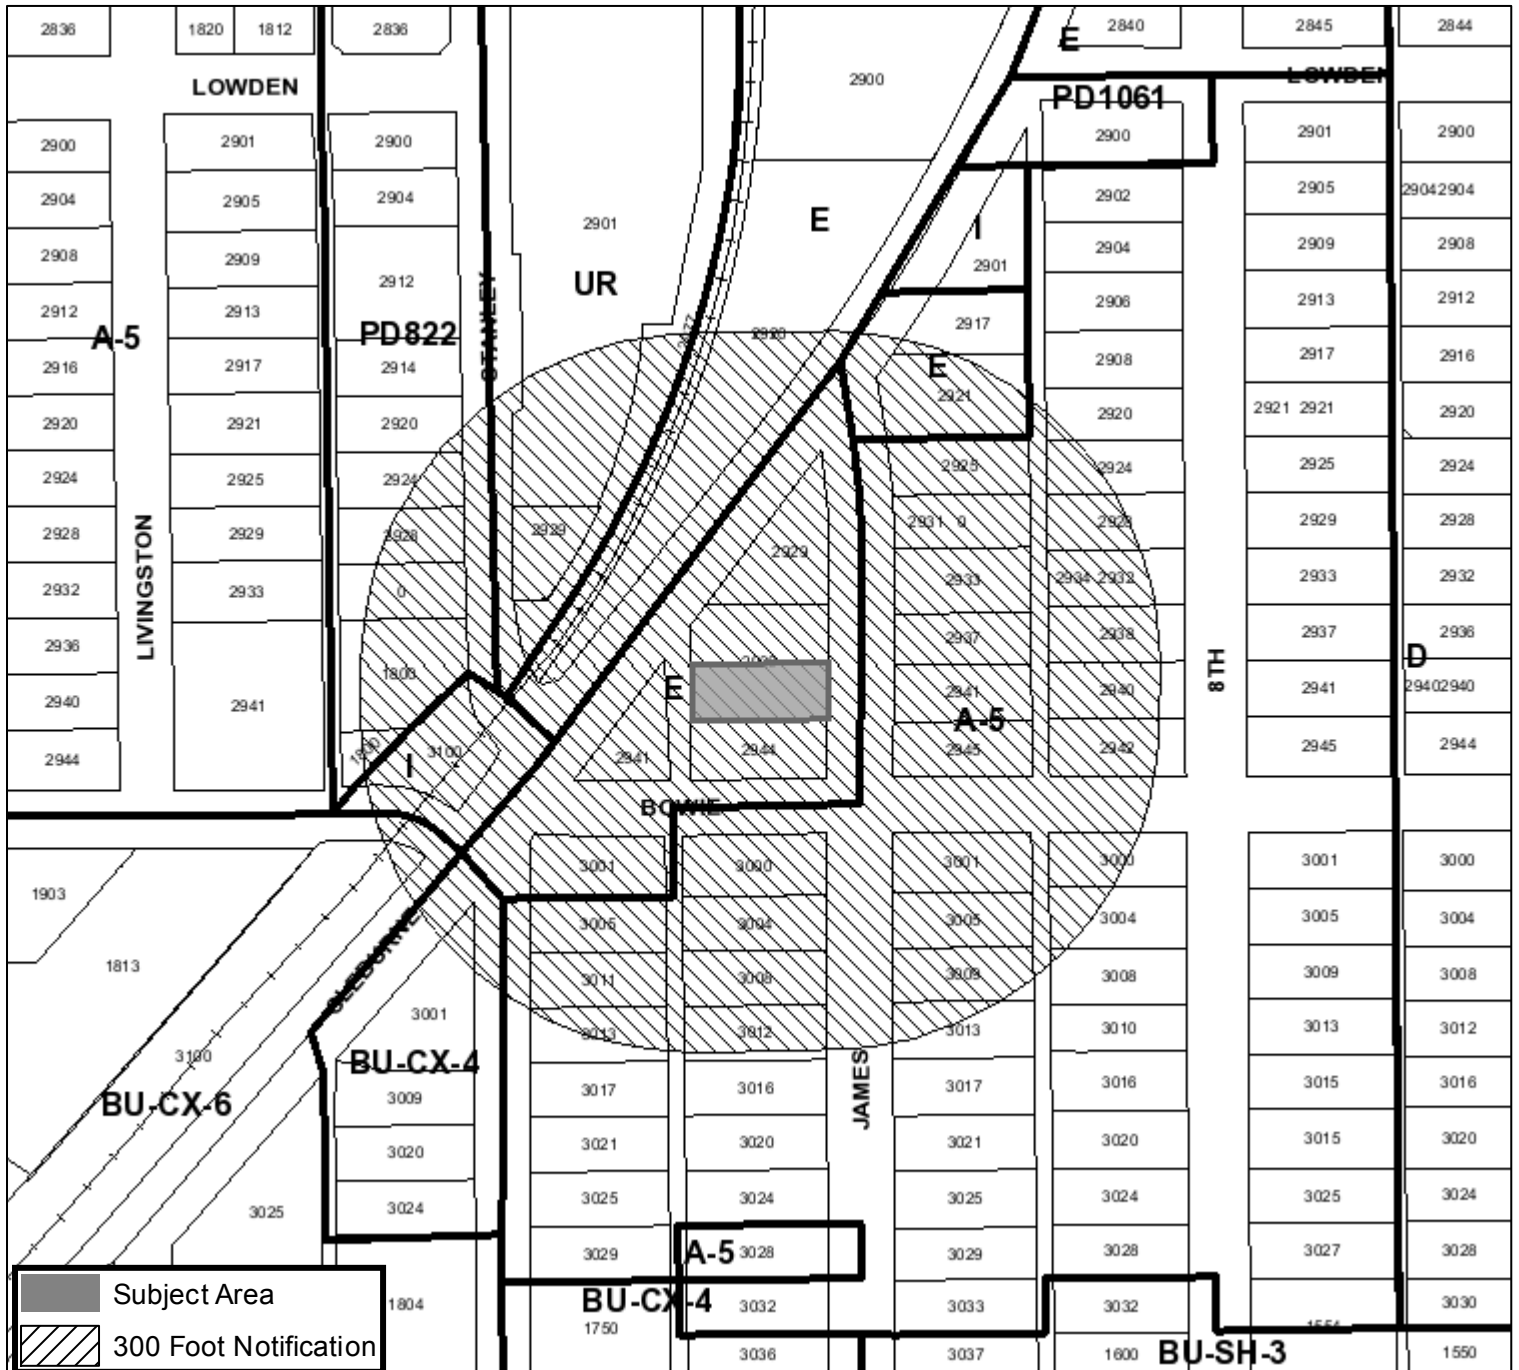 2836 1820 1812 2836 2840 2845 2844
E
LOWDEN 2900 LOWDEN
PD1061
2900 2901 2900 2900 2901 2900
2904 2905 2904 2902 2905 2904 2904
2901 E I
2908 2909 2912 2904 2909 2908
2901
UR STANLEY
2912 2913 2906 2913 2912
A-5 PD822 2917
2916 2917 2914 E 2908 2917 2916
2921
2920 2921 2920 2920 2921 2921 2920
2924 2925 2924 2925 2924 2925 2924
2928 2929 2928 2929 2929 2931 0 2929 2928
LIVINGSTON
2932 2933 0 2933 2934 2932 2933 2932
2936 2937 2938 2937 2936
1800 8TH D
2940 2941 E 2941 2940 2941 2940 2940
A-5
2944 1800 3100 2941 2944 2945 2942 2945 2944
I
BOWIE
3001 3000 3001 3000 3001 3000
1903
3005 3004 3005 3004 3005 3004
1813 CLEBURNE
3011 3008 3009 3008 3009 3008
3001
3013 3012 3013 3010 3013 3012
3100 BU-CX-4 JAMES
BU-CX-6 3009 3017 3016 3017 3016 3015 3016
3020 3021 3020 3021 3020 3015 3020
3025 3024 3025 3024 3025 3024 3025 3024
3029 A-5 3028 3029 3028 3027 3028
Subject Area 1804 BU-CX-4 3032 3033 3032 3030
1750
300 Foot Notification 3036 3037 1600 BU-SH-3 1550